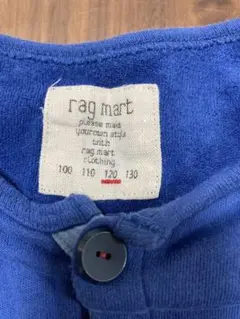 rag mart
please make
your own style
with
rag mart
clothing
100 110 120 130